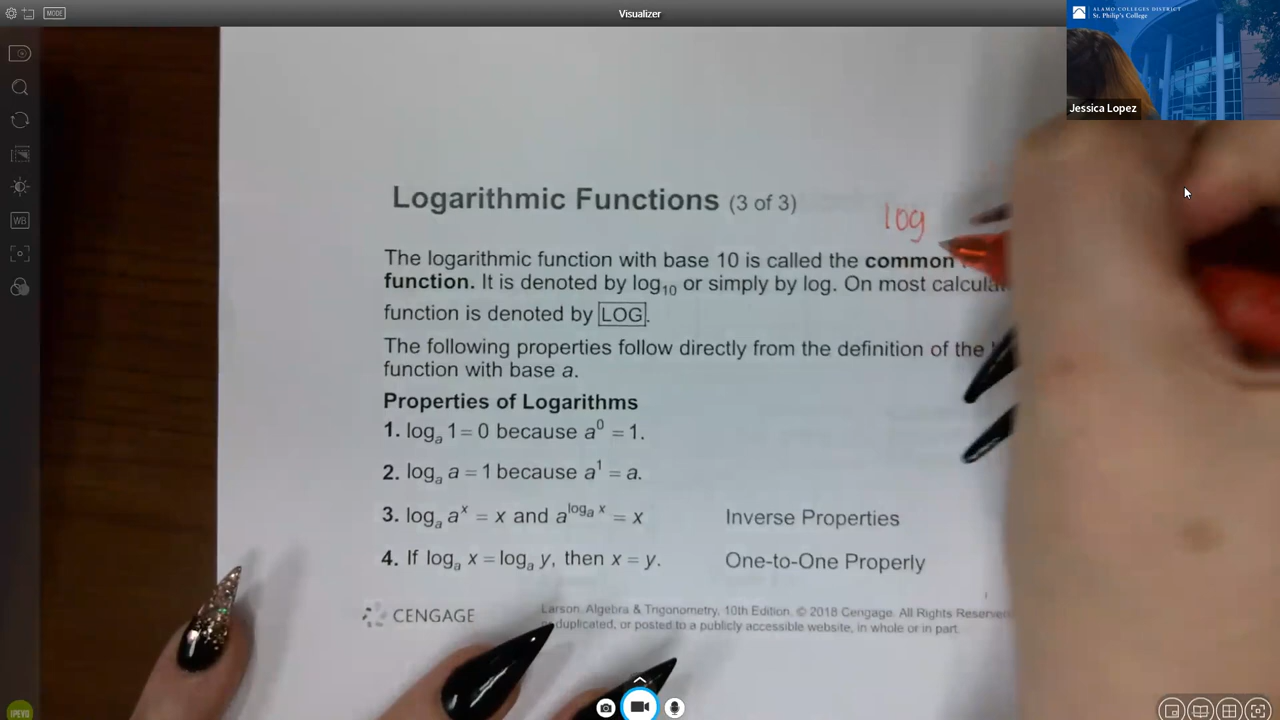 MODE
Visualizer
ALAMO COLLEGES DISTRICT
St. Philip's College
Jessica Lopez
WB
Logarithmic Functions (3 of 3)
log
The logarithmic function with base 10 is called the common
function. It is denoted by log₁₀ or simply by log. On most
function is denoted by LOG.
The following properties follow directly from the definition of the
function with base a.
Properties of Logarithms
1. logₐ 1 = 0 because a⁰ = 1.
2. logₐ a = 1 because a¹ = a.
3. logₐ aˣ = x and a^(logₐ x) = x Inverse Properties
4. If logₐ x = logₐ y, then x = y. One-to-One Properly
CENGAGE
Larson, Algebra & Trigonometry, 10th Edition. © 2018 Cengage. All Rights
duplicated, or posted to a publicly accessible website, in whole or in part.
IPEVO